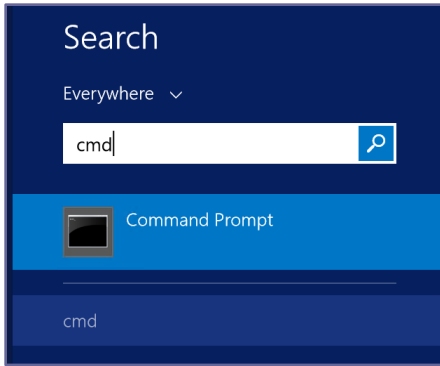 Search
Everywhere
cmd
Command Prompt
cmd